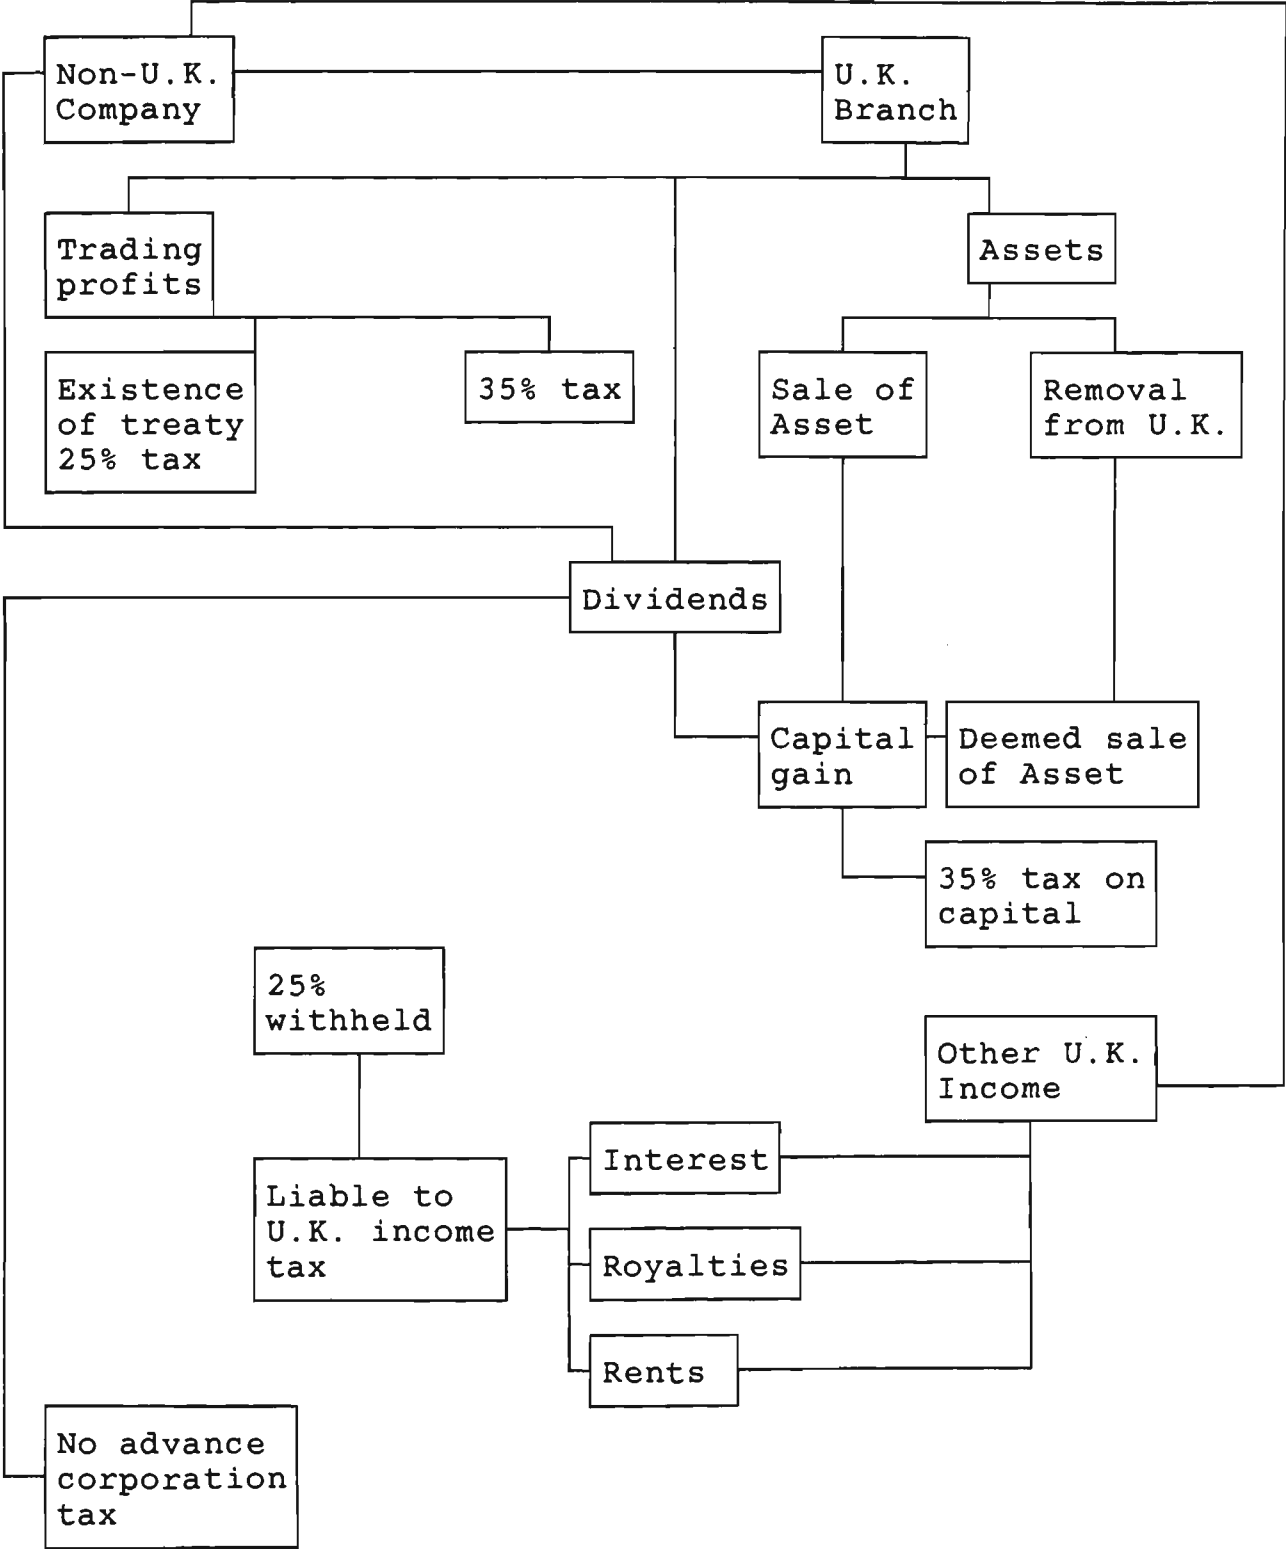 Non-U.K.
Company
U.K.
Branch
Trading
profits
Assets
Existence
of treaty
25% tax
35% tax
Sale of
Asset
Removal
from U.K.
Dividends
Capital
gain
Deemed sale
of Asset
35% tax on
capital
25%
withheld
Other U.K.
Income
Interest
Liable to
U.K. income
tax
Royalties
Rents
No advance
corporation
tax